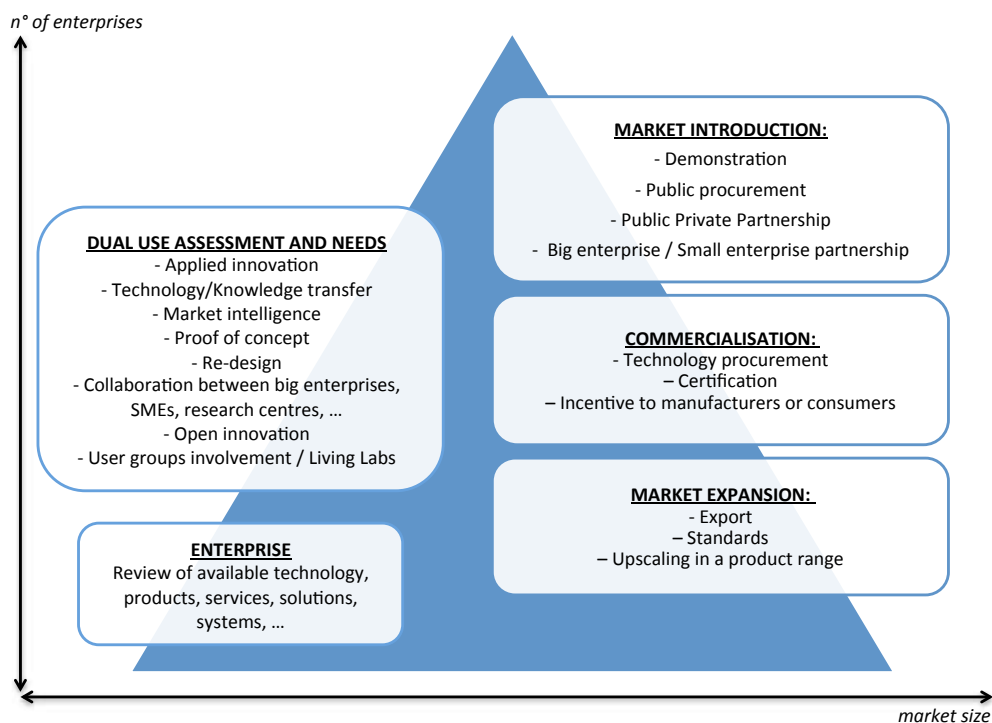 n° of enterprises
MARKET INTRODUCTION:
- Demonstration
- Public procurement
- Public Private Partnership
- Big enterprise / Small enterprise partnership
DUAL USE ASSESSMENT AND NEEDS
- Applied innovation
- Technology/Knowledge transfer
- Market intelligence
- Proof of concept
- Re-design
- Collaboration between big enterprises,
SMEs, research centres, ...
- Open innovation
- User groups involvement / Living Labs
COMMERCIALISATION:
- Technology procurement
– Certification
– Incentive to manufacturers or consumers
MARKET EXPANSION:
- Export
– Standards
– Upscaling in a product range
ENTERPRISE
Review of available technology,
products, services, solutions,
systems, ...
market size